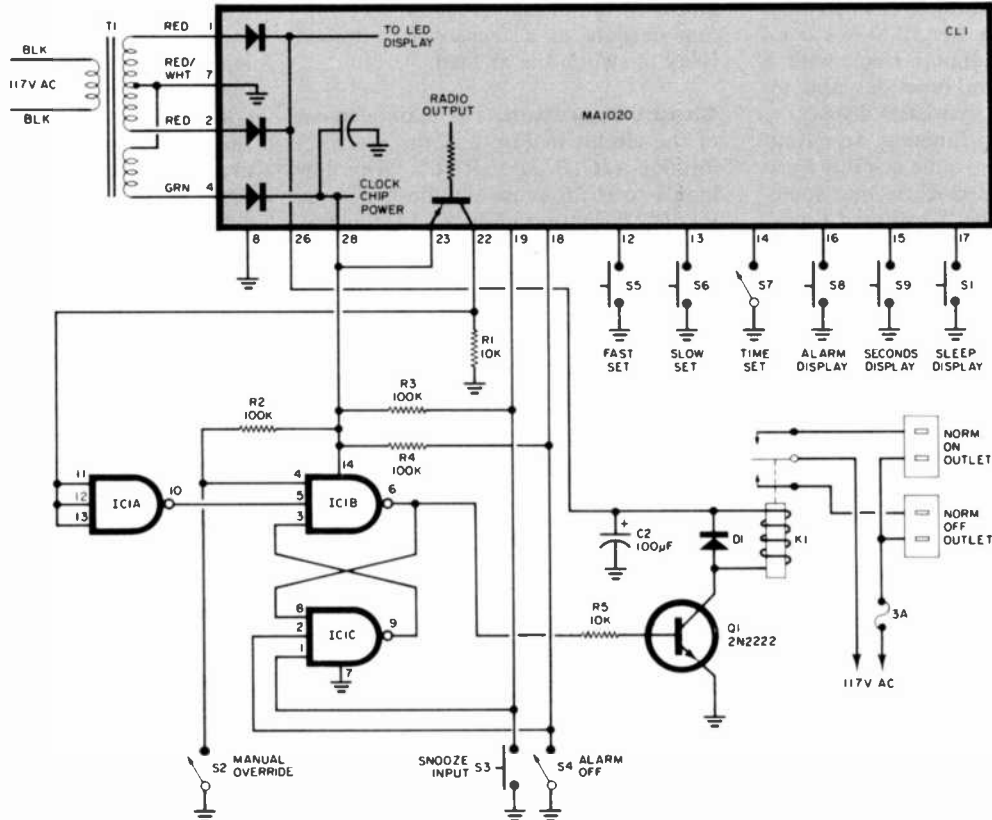 T1
RED
1
BLK
RED/
WHT
7
117V AC
BLK
RED
2
GRN
4
TO LED
DISPLAY
RADIO
OUTPUT
CLOCK
CHIP
POWER
MA1020
CL1
8
26
28
23
22
19
18
12
13
14
16
15
17
S5
S6
S7
S8
S9
S1
FAST
SET
SLOW
SET
TIME
SET
ALARM
DISPLAY
SECONDS
DISPLAY
SLEEP
DISPLAY
R1
10K
R2
100K
R3
100K
R4
100K
14
11
12
13
IC1A
10
4
5
3
IC1B
6
8
2
1
IC1C
9
7
C2
100µF
+
D1
K1
R5
10K
Q1
2N2222
NORM
ON
OUTLET
NORM
OFF
OUTLET
3A
117V AC
S2
MANUAL
OVERRIDE
SNOOZE
INPUT
S3
S4
ALARM
OFF